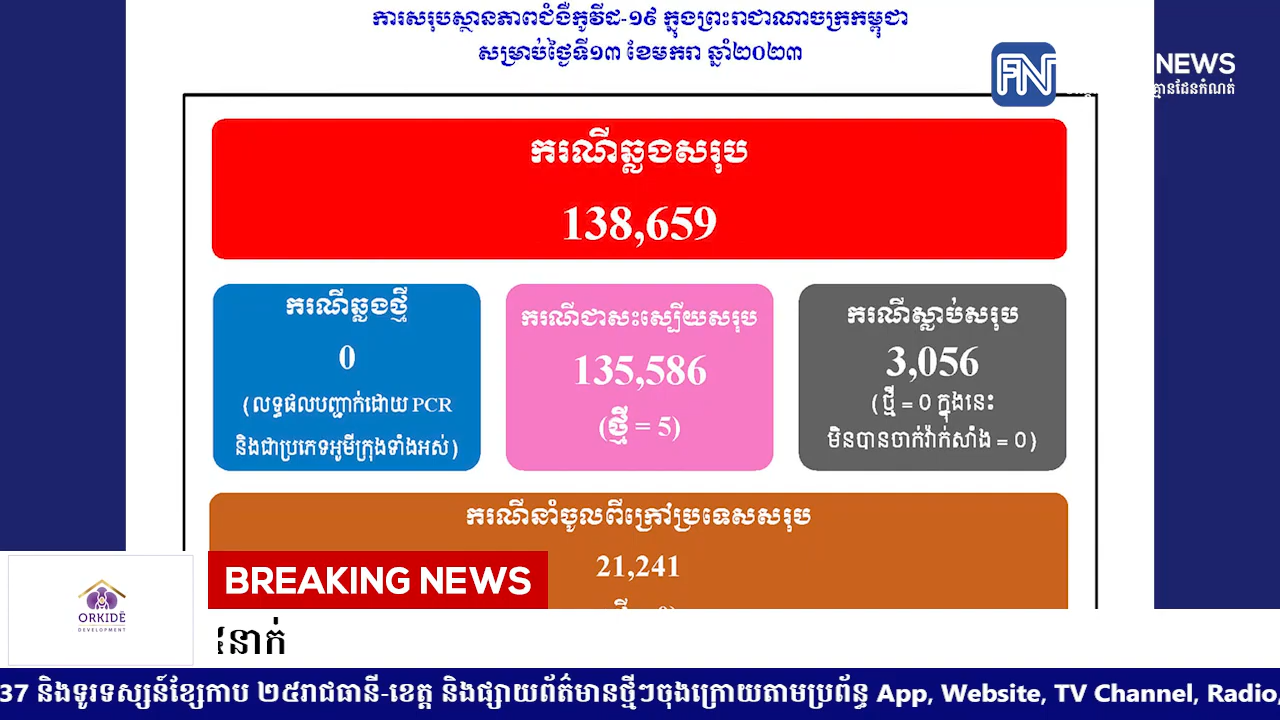 ការសរុបស្ថានភាពជំងឺកូវីដ-១៩ ក្នុងព្រះរាជាណាចក្រកម្ពុជា
សម្រាប់ថ្ងៃទី១៣ ខែមករា ឆ្នាំ២០២៣
NEWS
គ្មានដែនកំណត់
ករណីឆ្លងសរុប
138,659
ករណីឆ្លងថ្មី
0
(លទ្ធផលបញ្ជាក់ដោយ PCR
និងជាប្រភេទអូមីក្រុងទាំងអស់)
ករណីជាសះស្បើយសរុប
135,586
(ថ្មី = 5)
ករណីស្លាប់សរុប
3,056
(ថ្មី = 0 ក្នុងនេះ
មិនបានចាក់វ៉ាក់សាំង = 0)
ករណីនាំចូលពីក្រៅប្រទេសសរុប
21,241
BREAKING NEWS
ORKIDĒ
DEVELOPMENT
នាក់
37 និងទូរទស្សន៍ខ្សែកាប ២៥រាជធានី-ខេត្ត និងផ្សាយព័ត៌មានថ្មីៗចុងក្រោយតាមប្រព័ន្ធ App, Website, TV Channel, Radio,